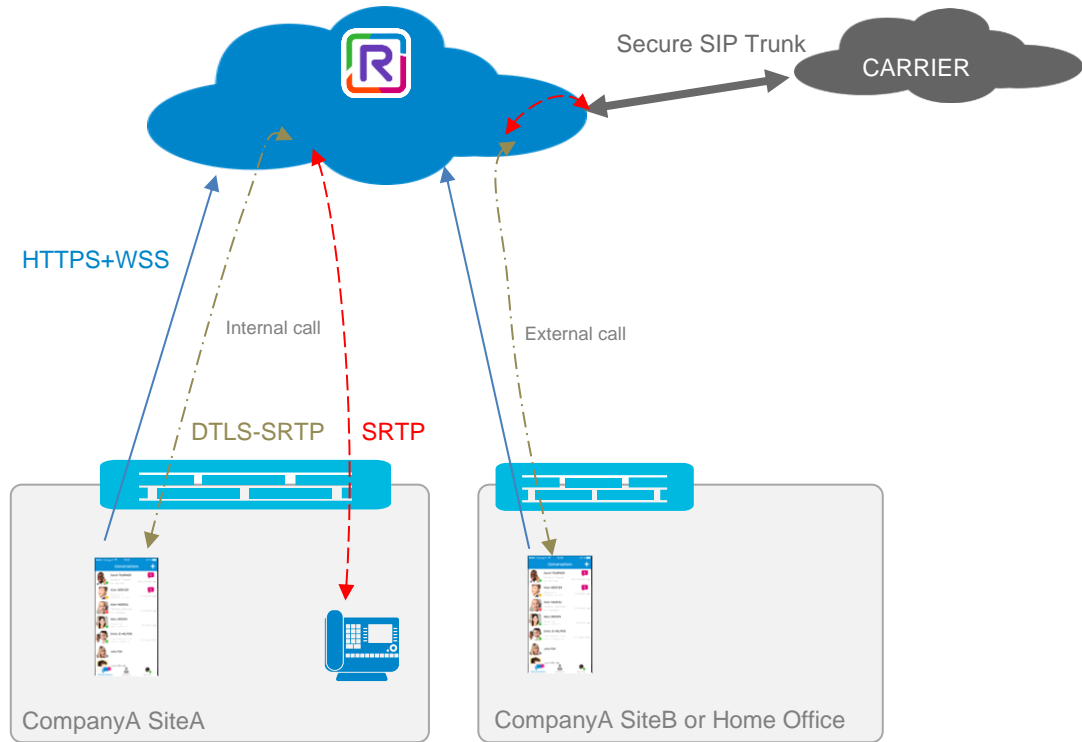 R
Secure SIP Trunk
CARRIER
HTTPS+WSS
Internal call
External call
DTLS-SRTP
SRTP
Conversations
CompanyA SiteA
CompanyA SiteB or Home Office